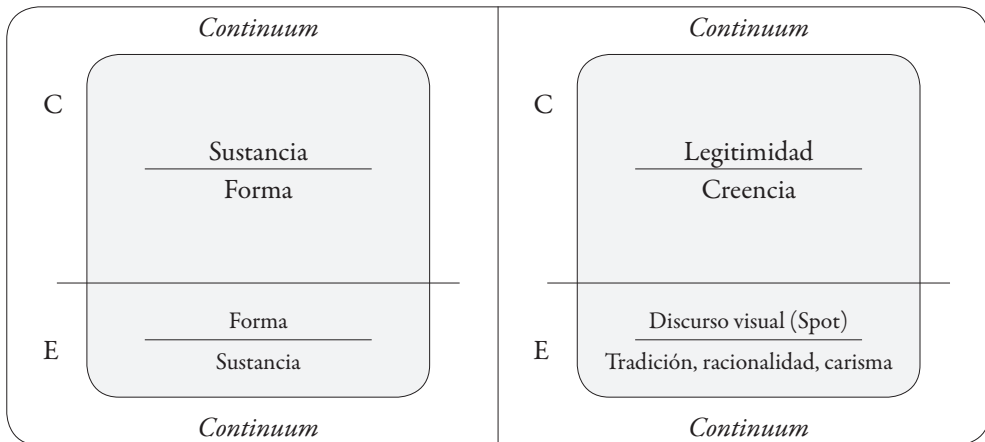 Continuum
C
Sustancia
Forma
E
Forma
Sustancia
Continuum
Continuum
C
Legitimidad
Creencia
E
Discurso visual (Spot)
Tradición, racionalidad, carisma
Continuum